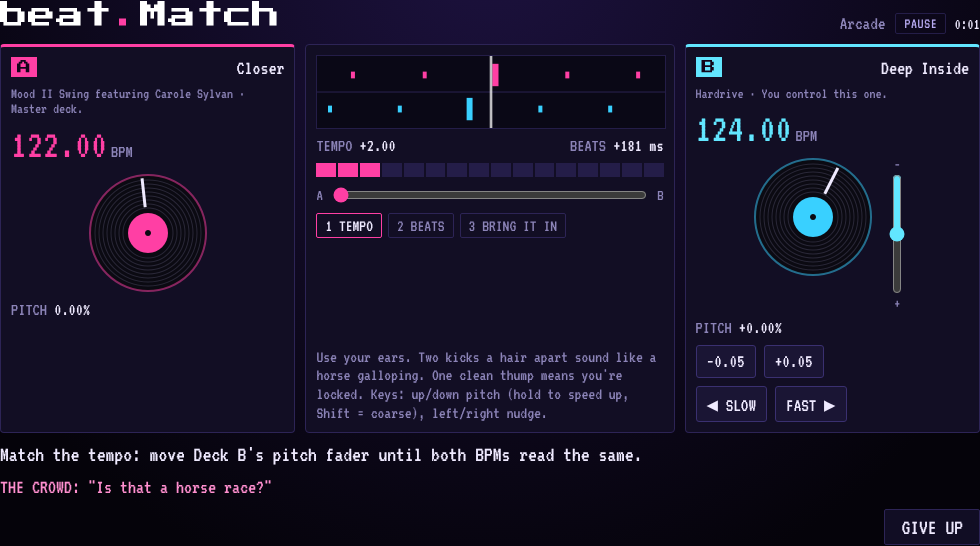 beat.Match
Arcade
PAUSE
0:01
A
Closer
Mood II Swing featuring Carole Sylvan ·
Master deck.
122.00 BPM
PITCH 0.00%
TEMPO +2.00
BEATS +181 ms
A
B
1 TEMPO
2 BEATS
3 BRING IT IN
Use your ears. Two kicks a hair apart sound like a
horse galloping. One clean thump means you're
locked. Keys: up/down pitch (hold to speed up,
Shift = coarse), left/right nudge.
B
Deep Inside
Hardrive · You control this one.
124.00 BPM
-
+
PITCH +0.00%
-0.05
+0.05
◀ SLOW
FAST ▶
Match the tempo: move Deck B's pitch fader until both BPMs read the same.
THE CROWD: "Is that a horse race?"
GIVE UP